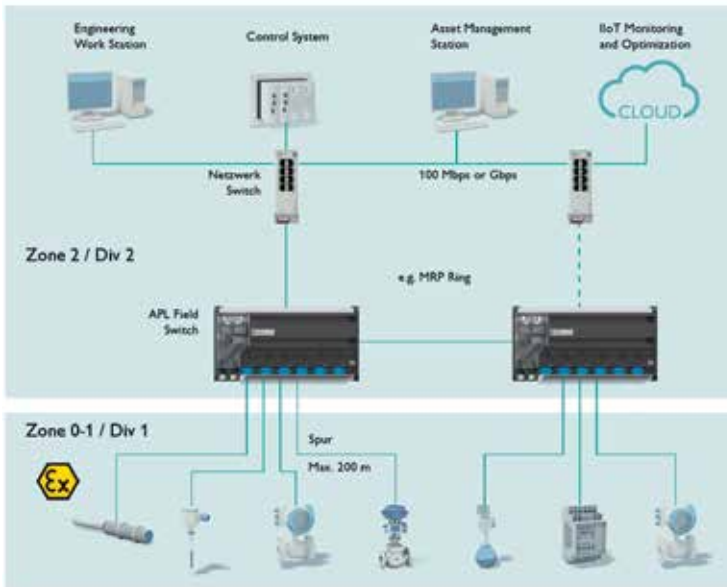 Engineering
Work Station
Control System
Asset Management
Station
IIoT Monitoring
and Optimization
CLOUD
Netzwerk
Switch
100 Mbps or Gbps
Zone 2 / Div 2
e.g. MRP Ring
APL Field
Switch
Zone 0-1 / Div 1
Spur
Max. 200 m
Ex